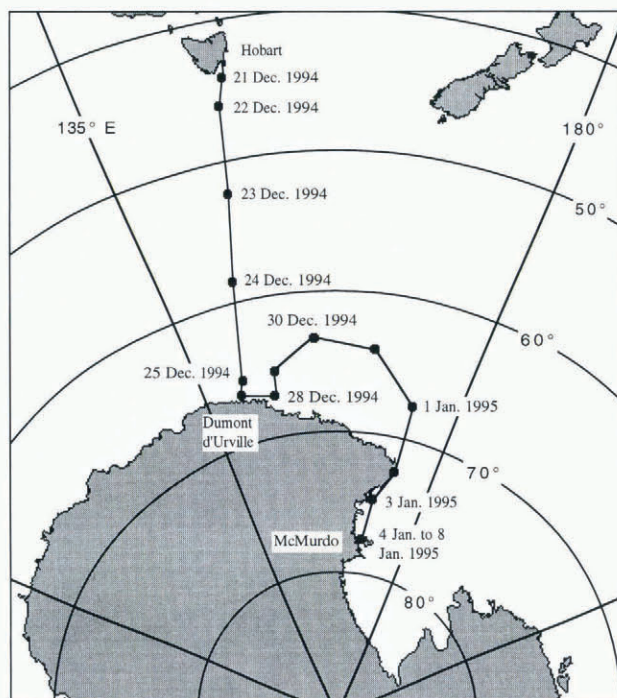 Hobart
21 Dec. 1994
22 Dec. 1994
135° E
180°
23 Dec. 1994
50°
24 Dec. 1994
30 Dec. 1994
60°
25 Dec. 1994
28 Dec. 1994
1 Jan. 1995
Dumont
d'Urville
70°
3 Jan. 1995
McMurdo
4 Jan. to 8
Jan. 1995
80°